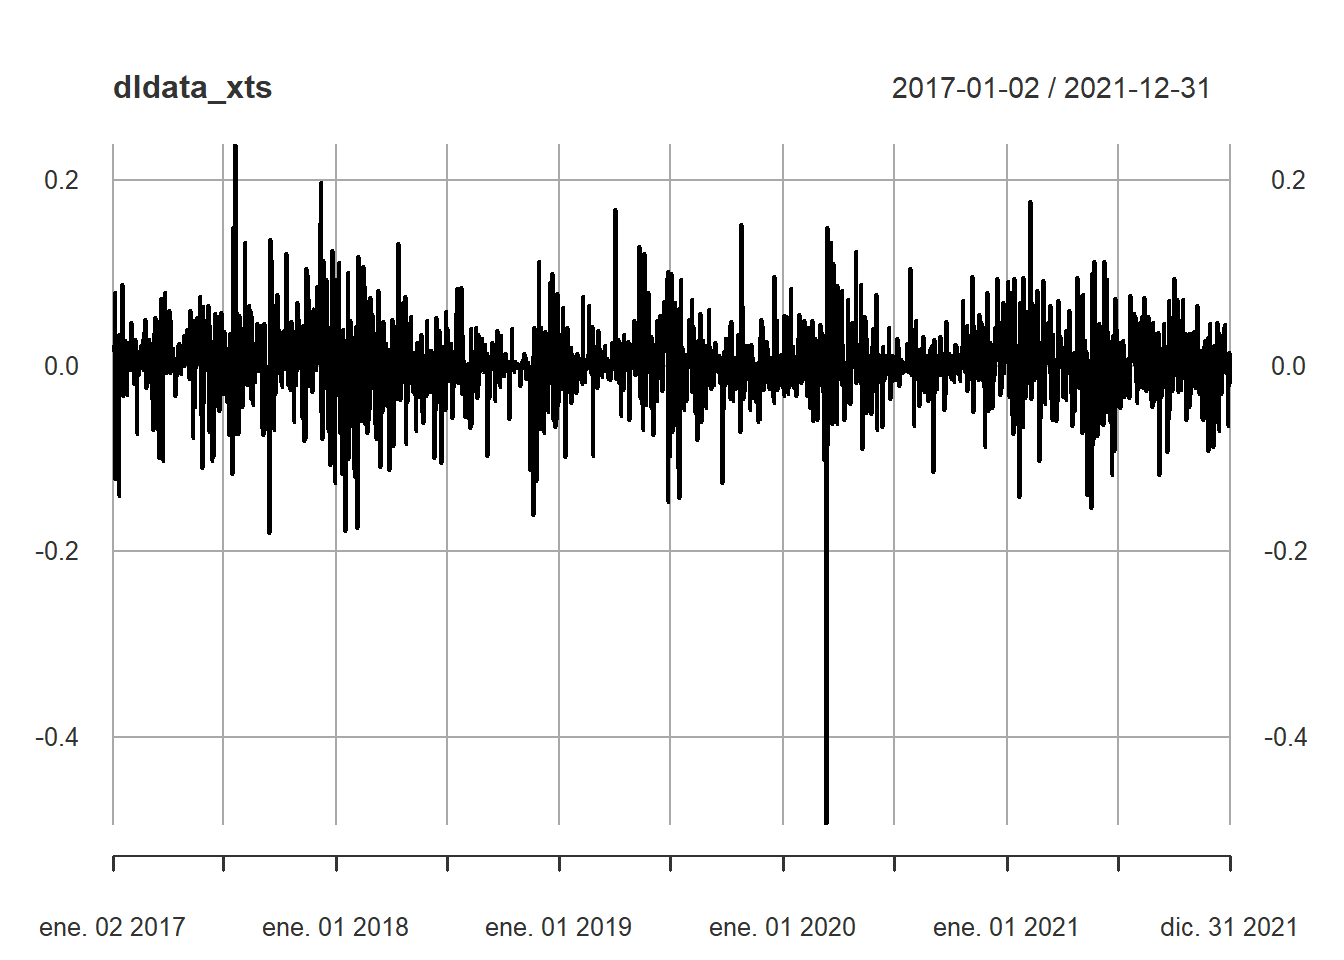 dldata_xts 2017-01-02 / 2021-12-31
0.2 0.2
0.0 0.0
-0.2 -0.2
-0.4 -0.4
ene. 02 2017 ene. 01 2018 ene. 01 2019 ene. 01 2020 ene. 01 2021 dic. 31 2021